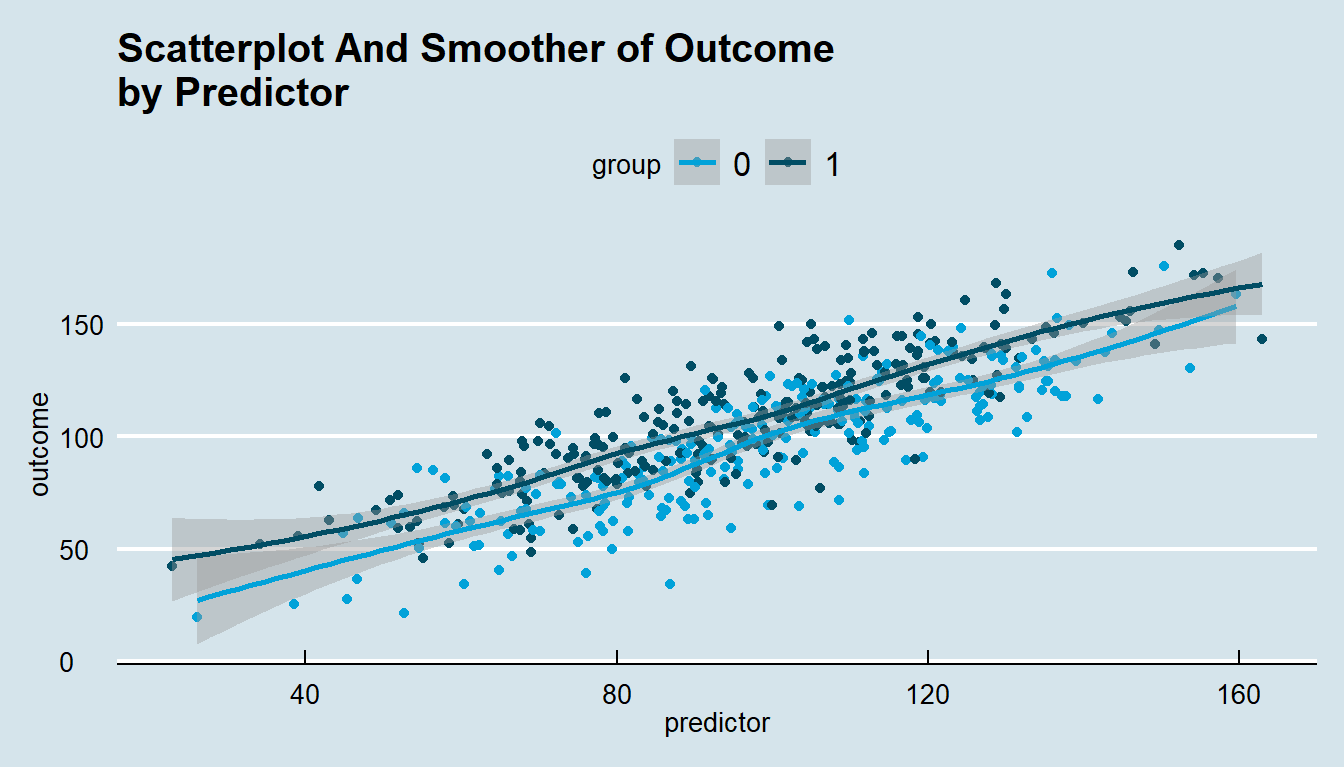 Scatterplot And Smoother of Outcome
by Predictor
group 0 1
150
100
50
0
outcome
40 80 120 160
predictor